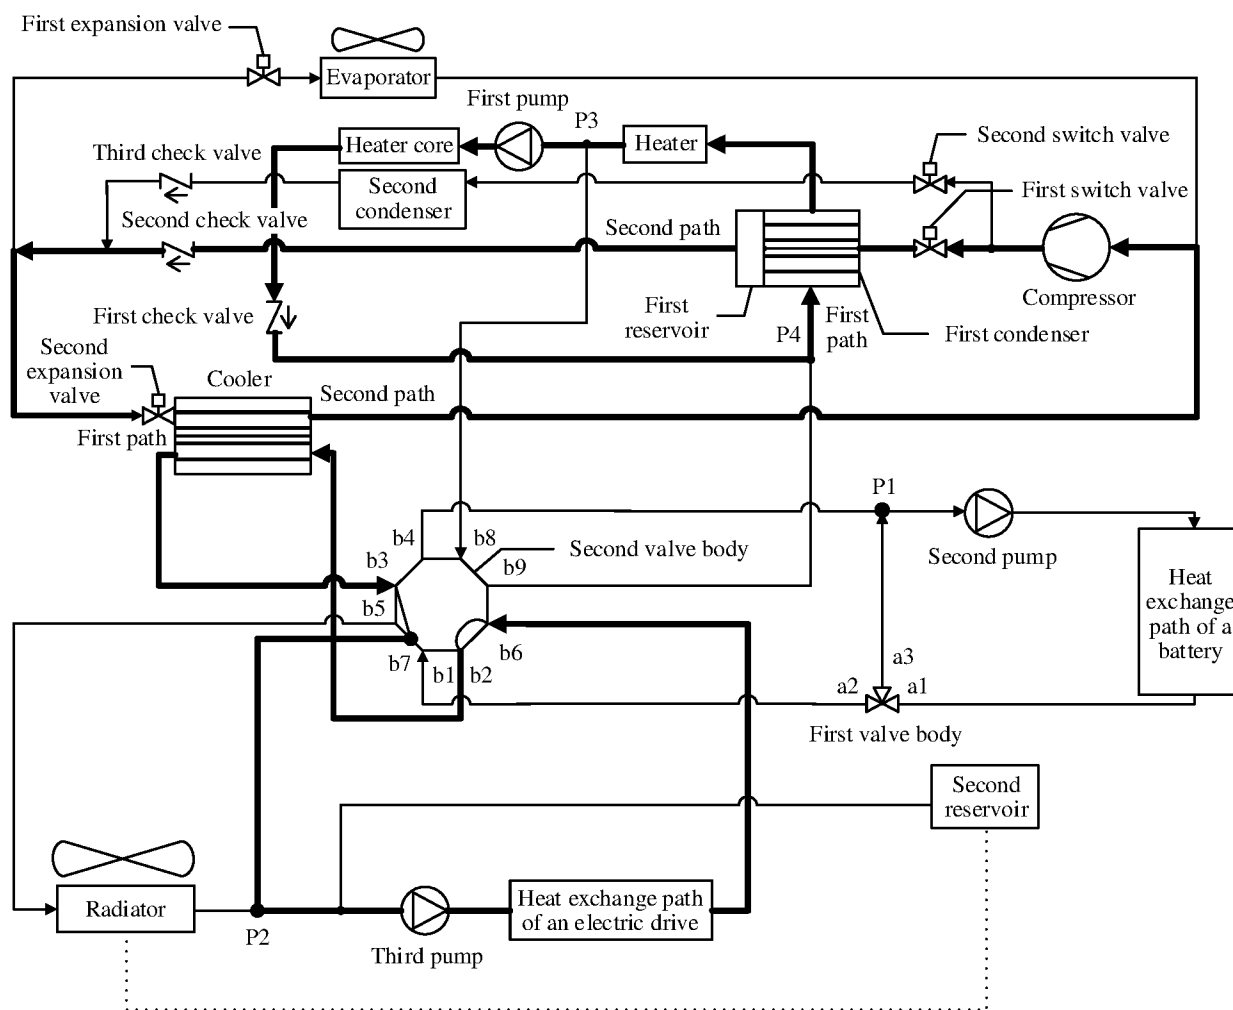 First expansion valve
Evaporator
First pump
P3
Heater core
Heater
Second switch valve
Third check valve
Second
condenser
First switch valve
Second check valve
Second path
Compressor
First
reservoir
First check valve
P4
First
path
First condenser
Second
expansion
valve
Cooler
Second path
First path
P1
Second pump
b4
b8
Second valve body
b3
b9
b5
b6
b7
b1
b2
Heat
exchange
path of a
battery
a3
a2
a1
First valve body
Second
reservoir
Radiator
P2
Third pump
Heat exchange path
of an electric drive